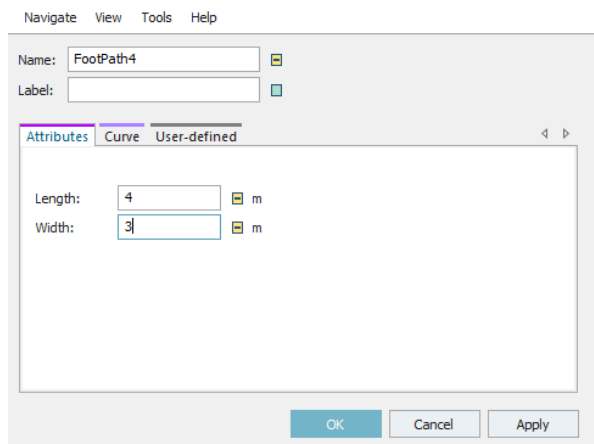 Navigate View Tools Help
Name: FootPath4
Label:
Attributes Curve User-defined
Length: 4 m
Width: 3 m
OK Cancel Apply